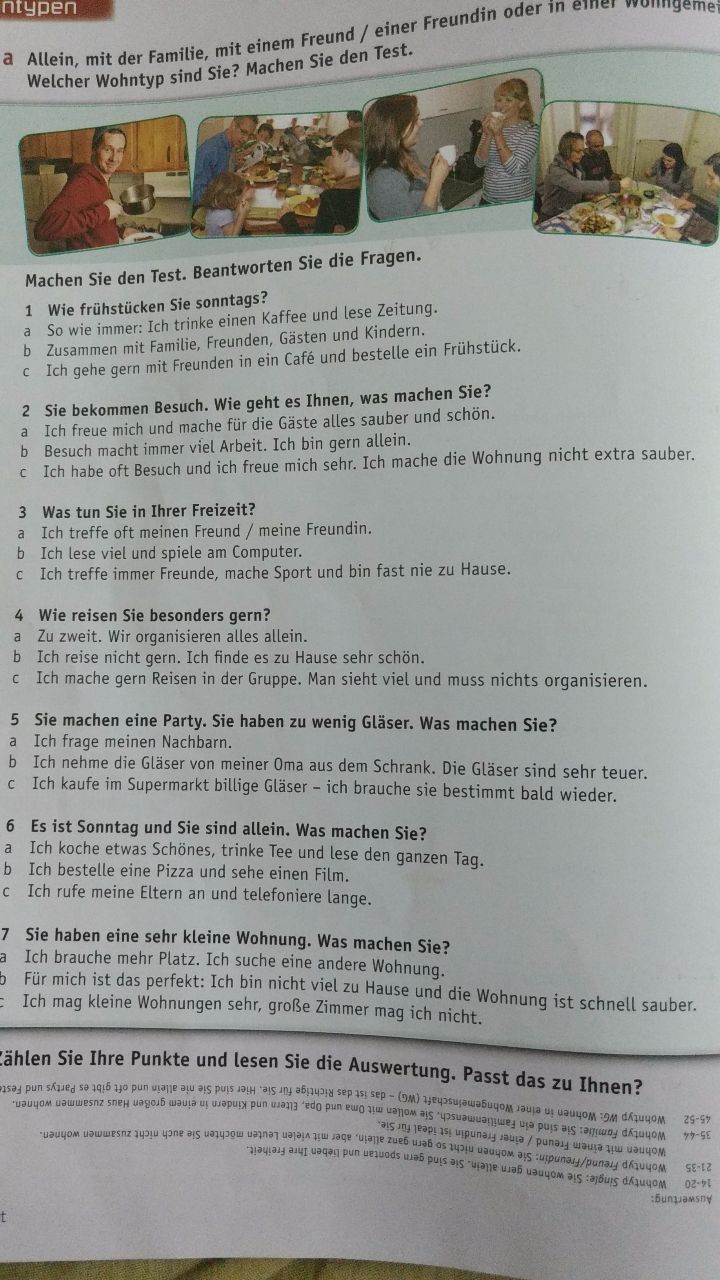 ntypen
a Allein, mit der Familie, mit einem Freund / einer Freundin oder in einer Wohngemei
Welcher Wohntyp sind Sie? Machen Sie den Test.
Machen Sie den Test. Beantworten Sie die Fragen.
1 Wie frühstücken Sie sonntags?
a So wie immer: Ich trinke einen Kaffee und lese Zeitung.
b Zusammen mit Familie, Freunden, Gästen und Kindern.
c Ich gehe gern mit Freunden in ein Café und bestelle ein Frühstück.
2 Sie bekommen Besuch. Wie geht es Ihnen, was machen Sie?
a Ich freue mich und mache für die Gäste alles sauber und schön.
b Besuch macht immer viel Arbeit. Ich bin gern allein.
c Ich habe oft Besuch und ich freue mich sehr. Ich mache die Wohnung nicht extra sauber.
3 Was tun Sie in Ihrer Freizeit?
a Ich treffe oft meinen Freund / meine Freundin.
b Ich lese viel und spiele am Computer.
c Ich treffe immer Freunde, mache Sport und bin fast nie zu Hause.
4 Wie reisen Sie besonders gern?
a Zu zweit. Wir organisieren alles allein.
b Ich reise nicht gern. Ich finde es zu Hause sehr schön.
c Ich mache gern Reisen in der Gruppe. Man sieht viel und muss nichts organisieren.
5 Sie machen eine Party. Sie haben zu wenig Gläser. Was machen Sie?
a Ich frage meinen Nachbarn.
b Ich nehme die Gläser von meiner Oma aus dem Schrank. Die Gläser sind sehr teuer.
c Ich kaufe im Supermarkt billige Gläser – ich brauche sie bestimmt bald wieder.
6 Es ist Sonntag und Sie sind allein. Was machen Sie?
a Ich koche etwas Schönes, trinke Tee und lese den ganzen Tag.
b Ich bestelle eine Pizza und sehe einen Film.
c Ich rufe meine Eltern an und telefoniere lange.
7 Sie haben eine sehr kleine Wohnung. Was machen Sie?
a Ich brauche mehr Platz. Ich suche eine andere Wohnung.
b Für mich ist das perfekt: Ich bin nicht viel zu Hause und die Wohnung ist schnell sauber.
c Ich mag kleine Wohnungen sehr, große Zimmer mag ich nicht.
Zählen Sie Ihre Punkte und lesen Sie die Auswertung. Passt das zu Ihnen?
Auswertung:
14-20 Wohntyp Single: Sie wohnen gern allein. Sie sind gern spontan und lieben Ihre Freiheit.
21-35 Wohntyp Freund/Freundin: Sie wohnen nicht so gern ganz allein, aber mit vielen Leuten möchten Sie auch nicht zusammen wohnen.
Wohnen mit einem Freund / einer Freundin ist ideal für Sie.
35-44 Wohntyp Familie: Sie sind ein Familienmensch. Sie wollen mit Oma und Opa, Eltern und Kindern in einem großen Haus zusammen wohnen.
45-52 Wohntyp WG: Wohnen in einer Wohngemeinschaft (WG) – das ist das Richtige für Sie. Hier sind Sie nie allein und oft gibt es Partys und Feste
t